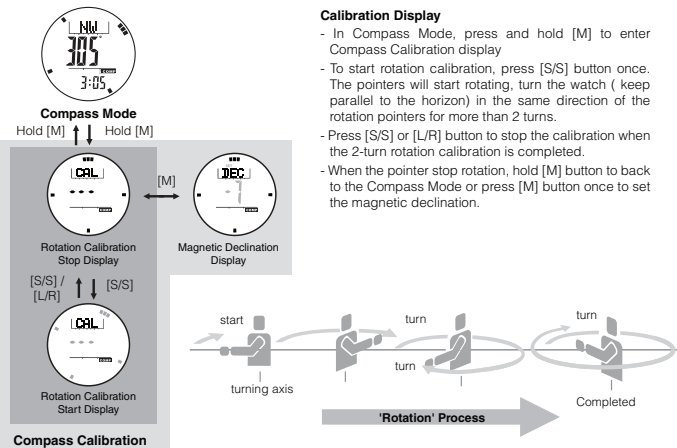 NW
305°
COMP
3:05
Compass Mode
Hold [M]
Hold [M]
CAL
---
COMP
[M]
DEC
COMP
Rotation Calibration
Stop Display
Magnetic Declination
Display
[S/S] /
[L/R]
[S/S]
CAL
---
COMP
Rotation Calibration
Start Display
Compass Calibration
Calibration Display
- In Compass Mode, press and hold [M] to enter
Compass Calibration display
- To start rotation calibration, press [S/S] button once.
The pointers will start rotating, turn the watch ( keep
parallel to the horizon) in the same direction of the
rotation pointers for more than 2 turns.
- Press [S/S] or [L/R] button to stop the calibration when
the 2-turn rotation calibration is completed.
- When the pointer stop rotation, hold [M] button to back
to the Compass Mode or press [M] button once to set
the magnetic declination.
start
turning axis
turn
turn
turn
Completed
'Rotation' Process